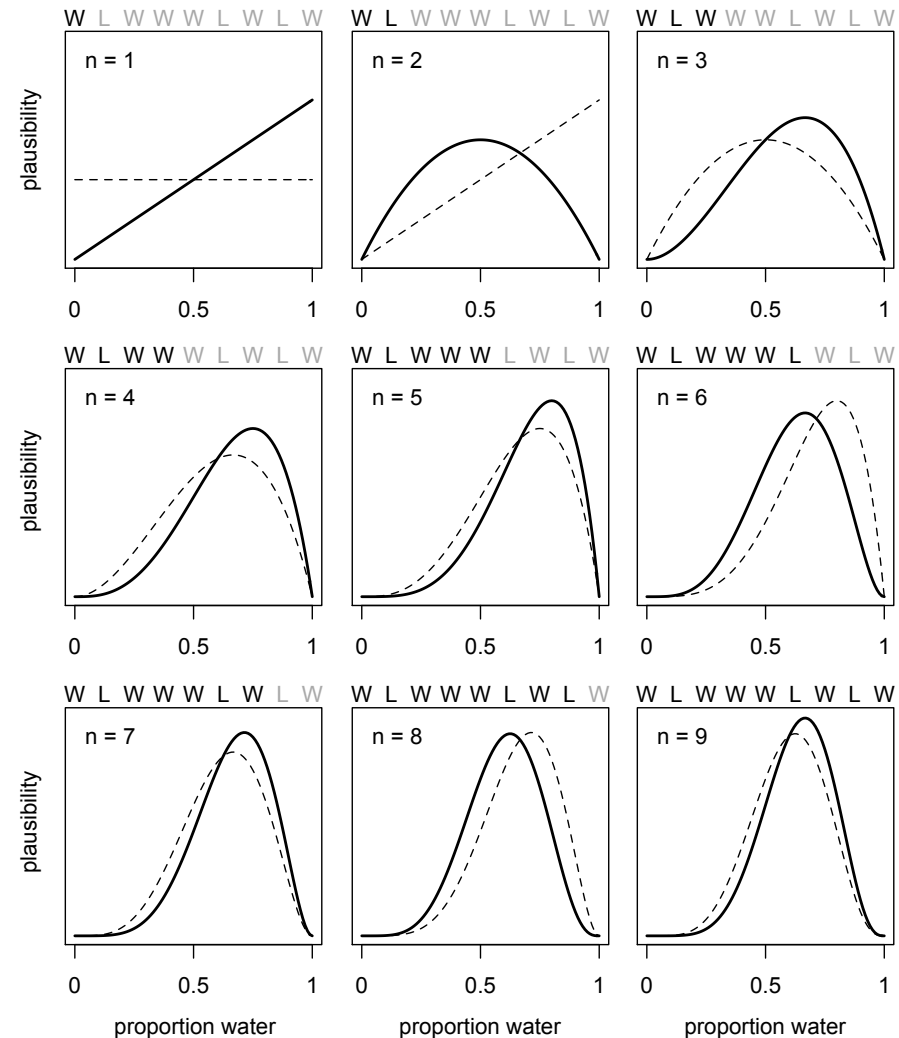 W L W W W L W L W
W L W W W L W L W
W L W W W L W L W
n = 1
n = 2
n = 3
plausibility
0 0.5 1
0 0.5 1
0 0.5 1
W L W W W L W L W
W L W W W L W L W
W L W W W L W L W
n = 4
n = 5
n = 6
plausibility
0 0.5 1
0 0.5 1
0 0.5 1
W L W W W L W L W
W L W W W L W L W
W L W W W L W L W
n = 7
n = 8
n = 9
plausibility
0 0.5 1
0 0.5 1
0 0.5 1
proportion water
proportion water
proportion water